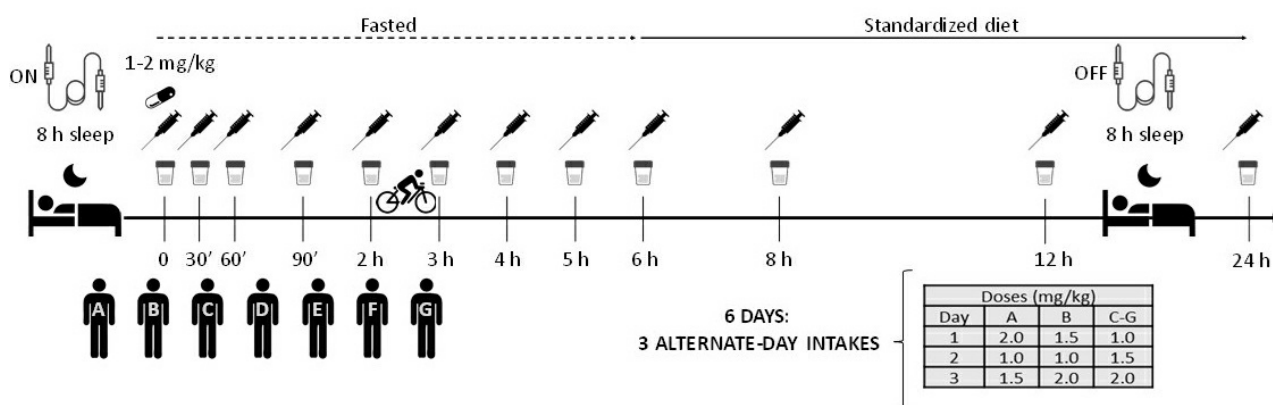 Fasted
Standardized diet
ON
1-2 mg/kg
OFF
8 h sleep
8 h sleep
0 30′ 60′ 90′ 2 h 3 h 4 h 5 h 6 h 8 h 12 h 24 h
A B C D E F G
6 DAYS:
3 ALTERNATE-DAY INTAKES
Doses (mg/kg)
Day A B C-G
1 2.0 1.5 1.0
2 1.0 1.0 1.5
3 1.5 2.0 2.0